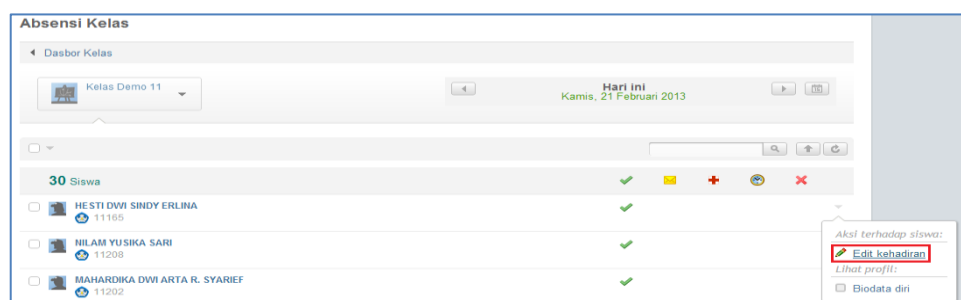 Absensi Kelas
Dasbor Kelas
Kelas Demo 11
Hari ini
Kamis, 21 Februari 2013
30 Siswa
HESTI DWI SINDY ERLINA
11165
NILAM YUSIKA SARI
11208
MAHARDIKA DWI ARTA R. SYARIEF
11202
Aksi terhadap siswa:
Edit kehadiran
Lihat profil:
Biodata diri